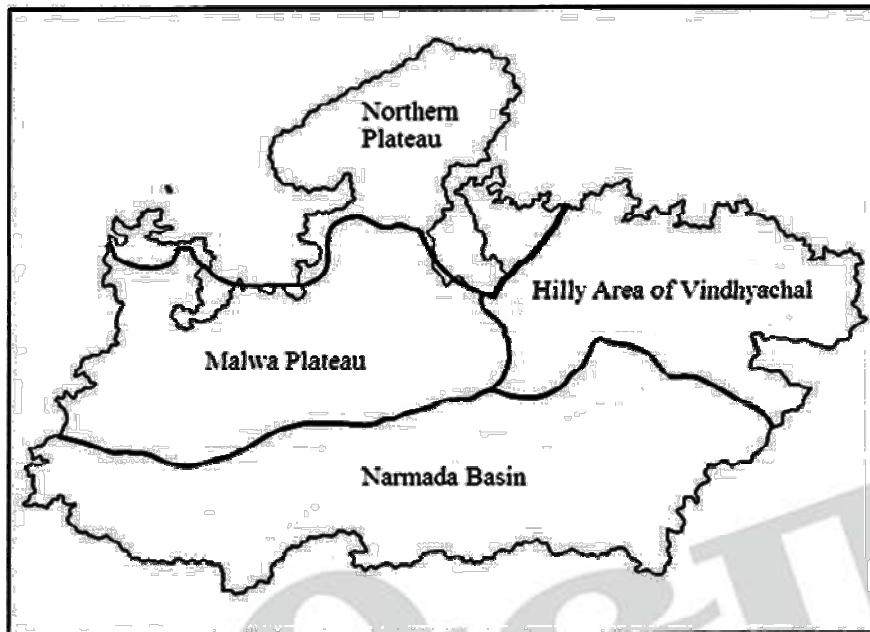 Northern
Plateau
Hilly Area of Vindhyachal
Malwa Plateau
Narmada Basin